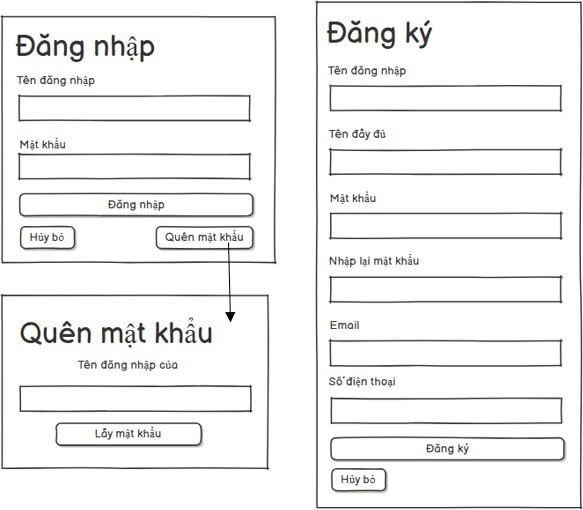 Đăng nhập
Tên đăng nhập
Mật khẩu
Đăng nhập
Hủy bỏ
Quên mật khẩu
Quên mật khẩu
Tên đăng nhập của
Lấy mật khẩu
Đăng ký
Tên đăng nhập
Tên đầy đủ
Mật khẩu
Nhập lại mật khẩu
Email
Số điện thoại
Đăng ký
Hủy bỏ